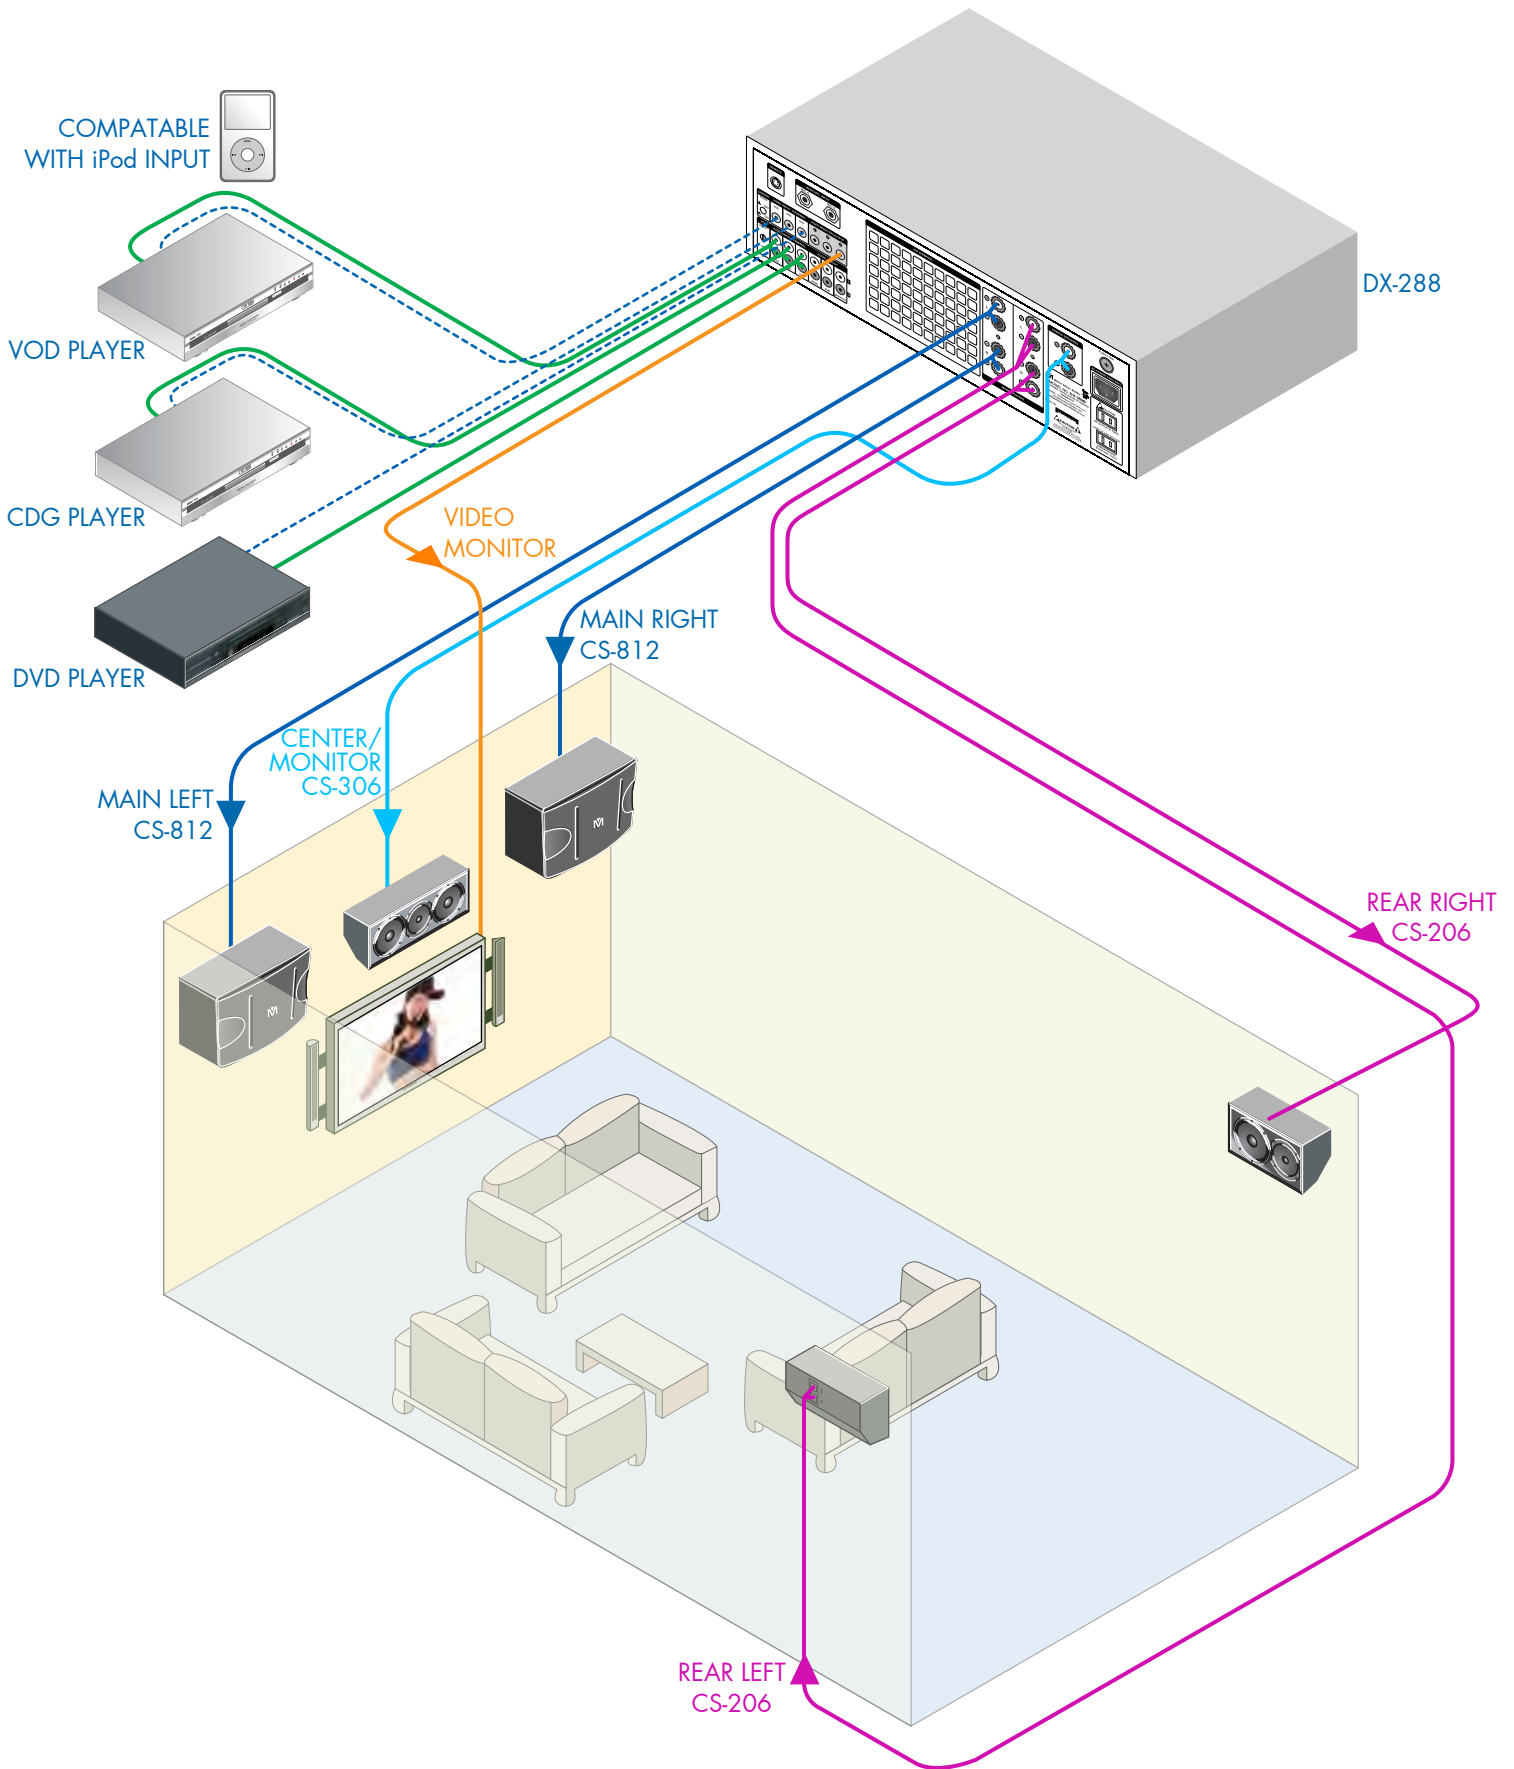 COMPATABLE
WITH iPod INPUT
VOD PLAYER
CDG PLAYER
DVD PLAYER
DX-288
VIDEO
MONITOR
MAIN RIGHT
CS-812
CENTER/
MONITOR
CS-306
MAIN LEFT
CS-812
REAR RIGHT
CS-206
REAR LEFT
CS-206